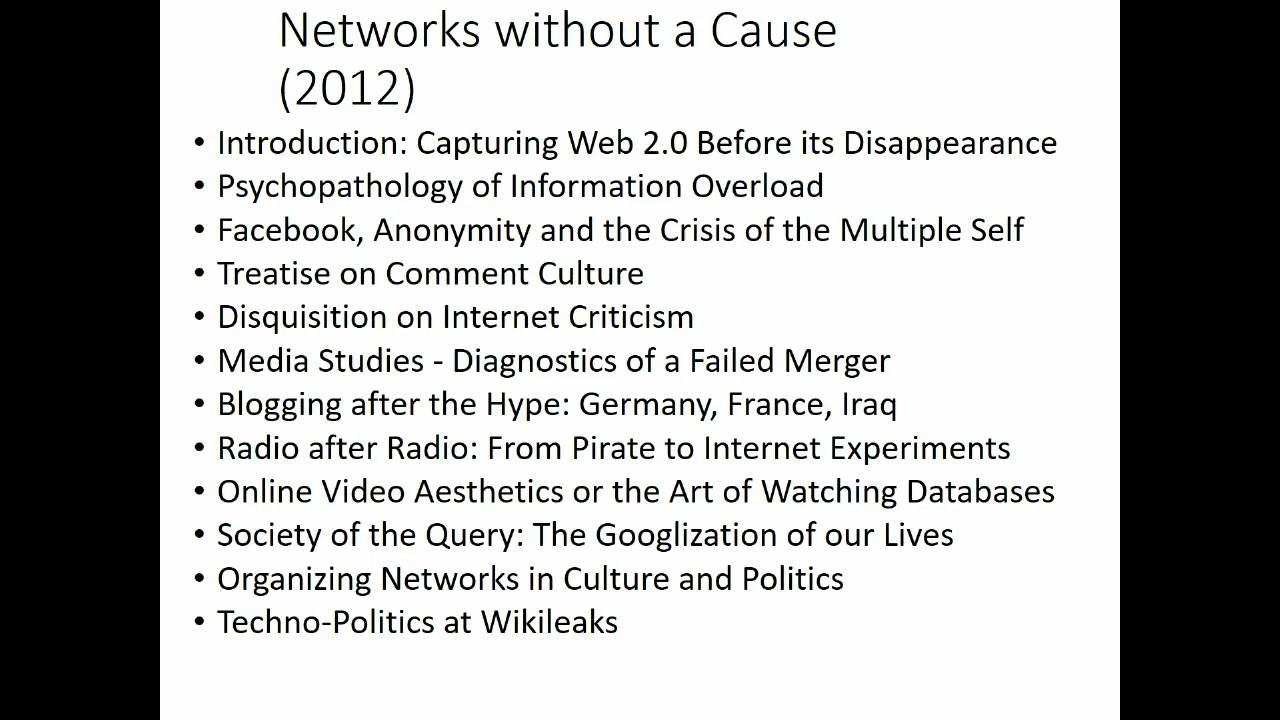 Networks without a Cause
(2012)
• Introduction: Capturing Web 2.0 Before its Disappearance
• Psychopathology of Information Overload
• Facebook, Anonymity and the Crisis of the Multiple Self
• Treatise on Comment Culture
• Disquisition on Internet Criticism
• Media Studies - Diagnostics of a Failed Merger
• Blogging after the Hype: Germany, France, Iraq
• Radio after Radio: From Pirate to Internet Experiments
• Online Video Aesthetics or the Art of Watching Databases
• Society of the Query: The Googlization of our Lives
• Organizing Networks in Culture and Politics
• Techno-Politics at Wikileaks